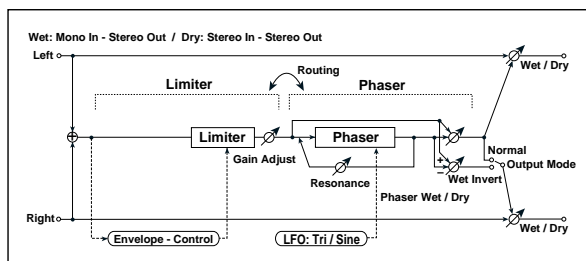 Wet: Mono In - Stereo Out / Dry: Stereo In - Stereo Out
Left
Wet / Dry
Routing
Limiter
Phaser
Limiter
Phaser
Gain Adjust
Normal
Output Mode
+
−
Resonance
Wet Invert
Phaser Wet / Dry
Right
Wet / Dry
Envelope - Control
LFO: Tri / Sine